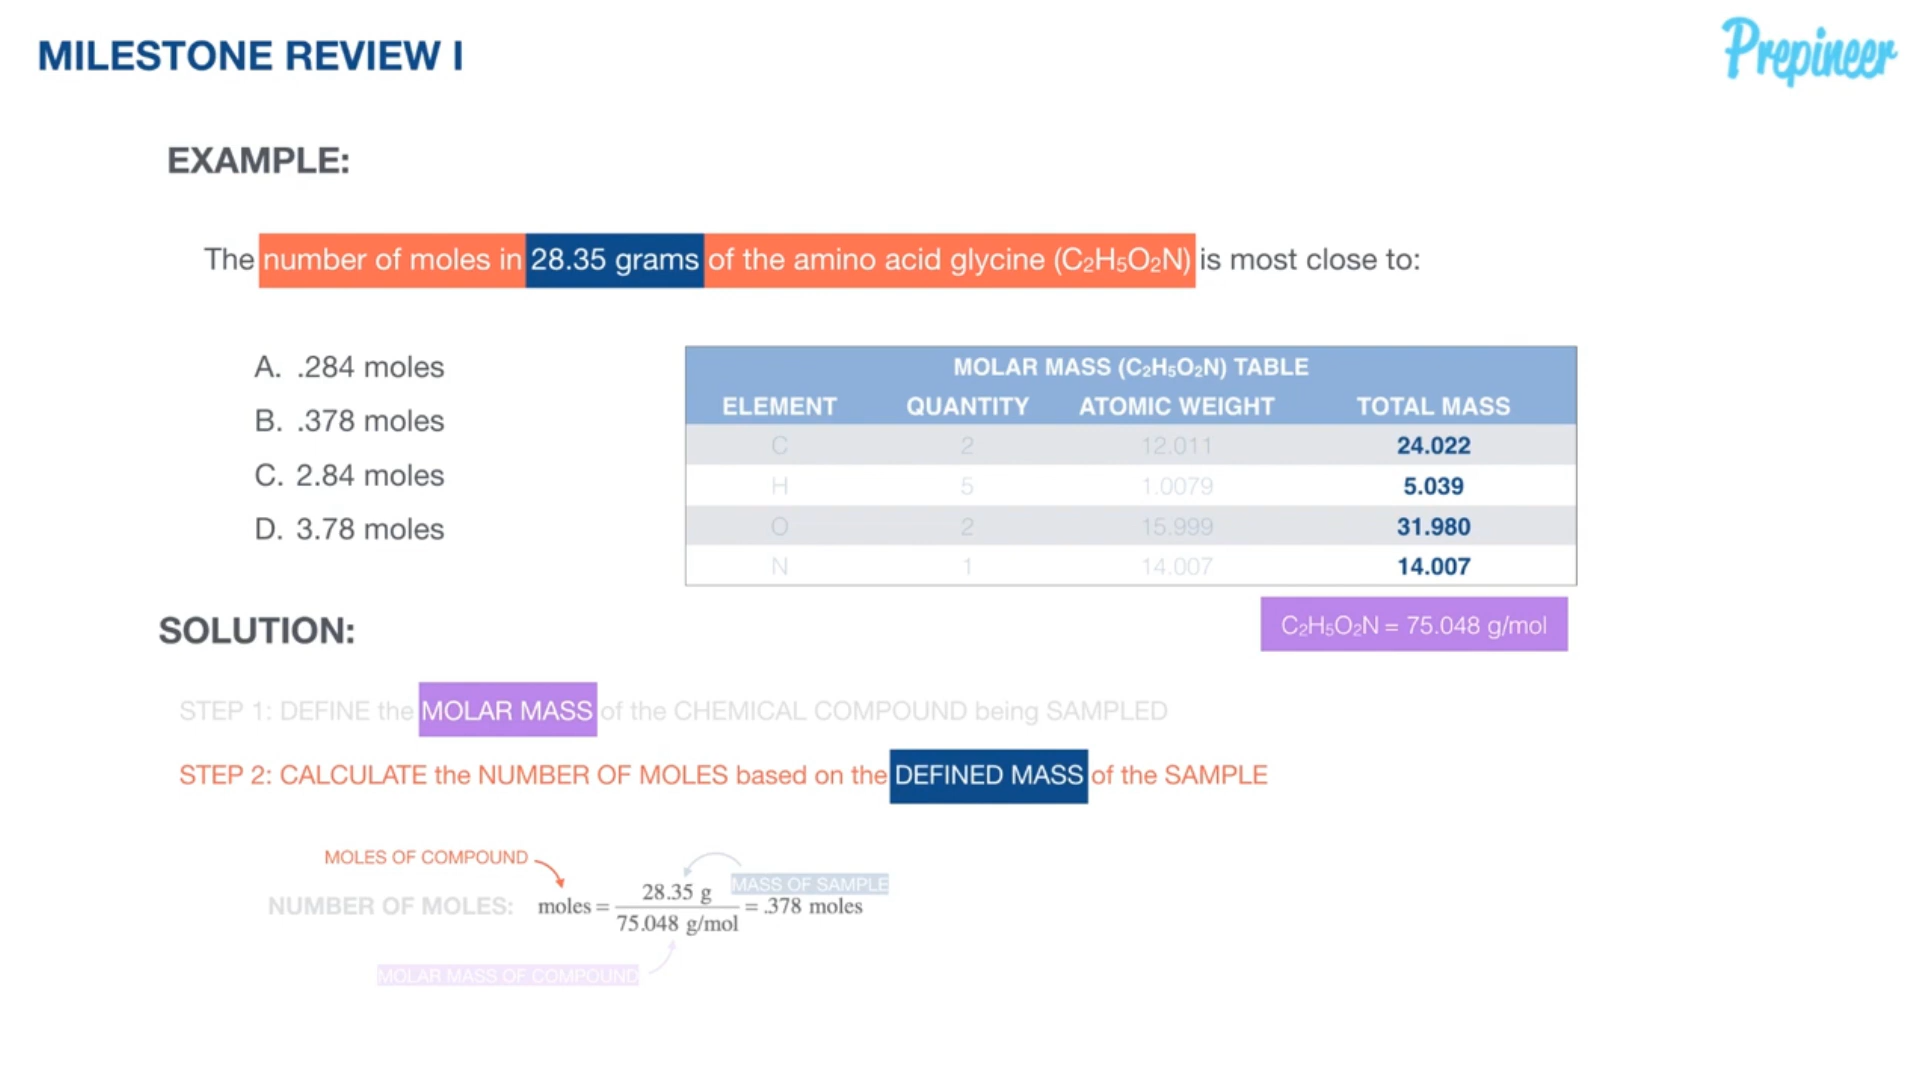 MILESTONE REVIEW I
Prepineer
EXAMPLE:
The number of moles in 28.35 grams of the amino acid glycine (C₂H₅O₂N) is most close to:
A. .284 moles
B. .378 moles
C. 2.84 moles
D. 3.78 moles
MOLAR MASS (C₂H₅O₂N) TABLE
ELEMENT QUANTITY ATOMIC WEIGHT TOTAL MASS
C 2 12.011 24.022
H 5 1.0079 5.039
O 2 15.999 31.980
N 1 14.007 14.007
C₂H₅O₂N = 75.048 g/mol
SOLUTION:
STEP 1: DEFINE the MOLAR MASS of the CHEMICAL COMPOUND being SAMPLED
STEP 2: CALCULATE the NUMBER OF MOLES based on the DEFINED MASS of the SAMPLE
MOLES OF COMPOUND
MASS OF SAMPLE
NUMBER OF MOLES: moles = 28.35 g / 75.048 g/mol = .378 moles
MOLAR MASS OF COMPOUND